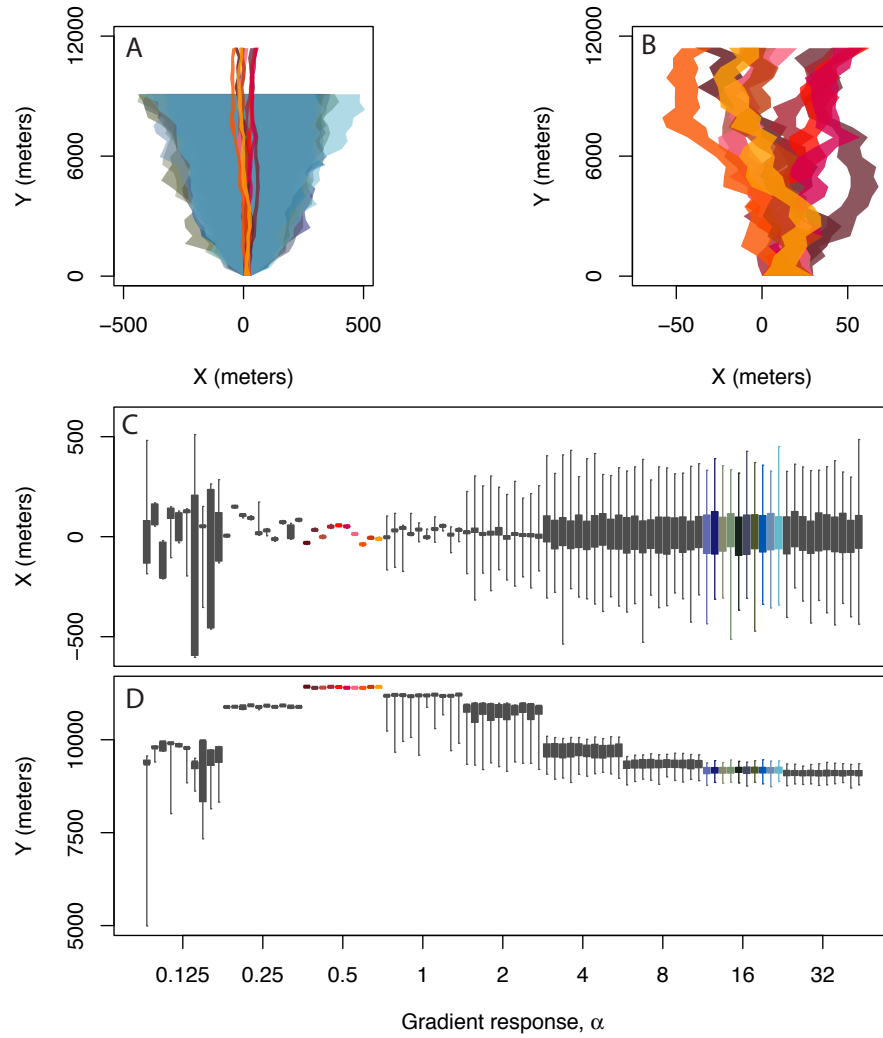 A
B
12000
6000
0
Y (meters)
−500 0 500
X (meters)
12000
6000
0
Y (meters)
−50 0 50
X (meters)
C
500
0
−500
X (meters)
D
10000
7500
5000
Y (meters)
0.125 0.25 0.5 1 2 4 8 16 32
Gradient response, α